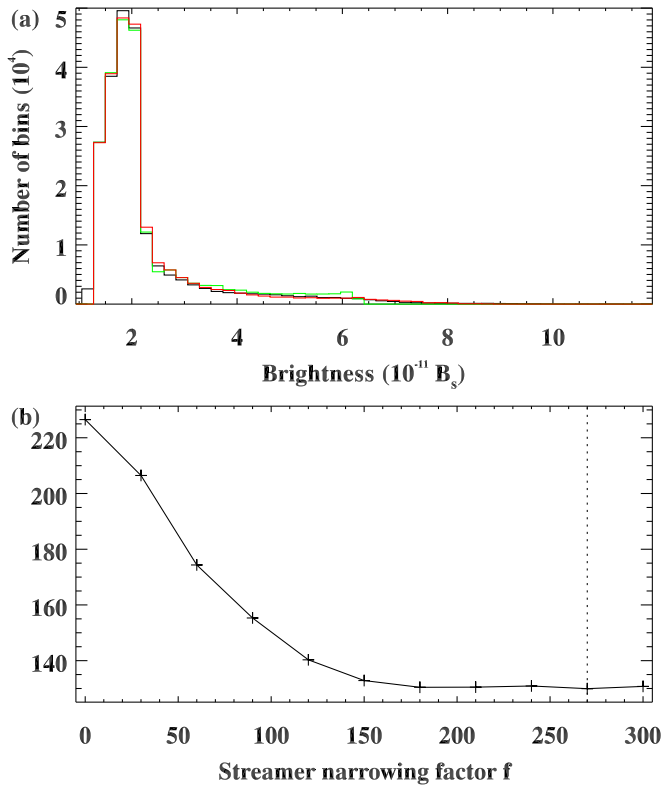 (a)
Number of bins (10⁴)
5
4
3
2
1
0
2 4 6 8 10
Brightness (10⁻¹¹ Bₛ)
(b)
220
200
180
160
140
0 50 100 150 200 250 300
Streamer narrowing factor f